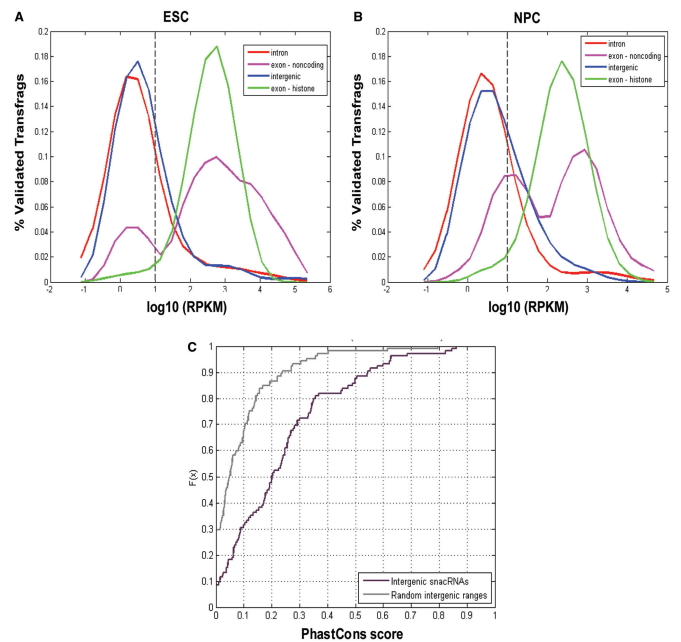 A
ESC
% Validated Transfrags
0.2
0.18
0.16
0.14
0.12
0.1
0.08
0.06
0.04
0.02
0
-2
-1
0
1
2
3
4
5
6
log10 (RPKM)
intron
exon - noncoding
intergenic
exon - histone
B
NPC
% Validated Transfrags
0.2
0.18
0.16
0.14
0.12
0.1
0.08
0.06
0.04
0.02
0
-2
-1
0
1
2
3
4
5
log10 (RPKM)
intron
exon - noncoding
intergenic
exon - histone
C
F(x)
1
0.9
0.8
0.7
0.6
0.5
0.4
0.3
0.2
0.1
0
0
0.1
0.2
0.3
0.4
0.5
0.6
0.7
0.8
0.9
1
Intergenic snacRNAs
Random intergenic ranges
PhastCons score